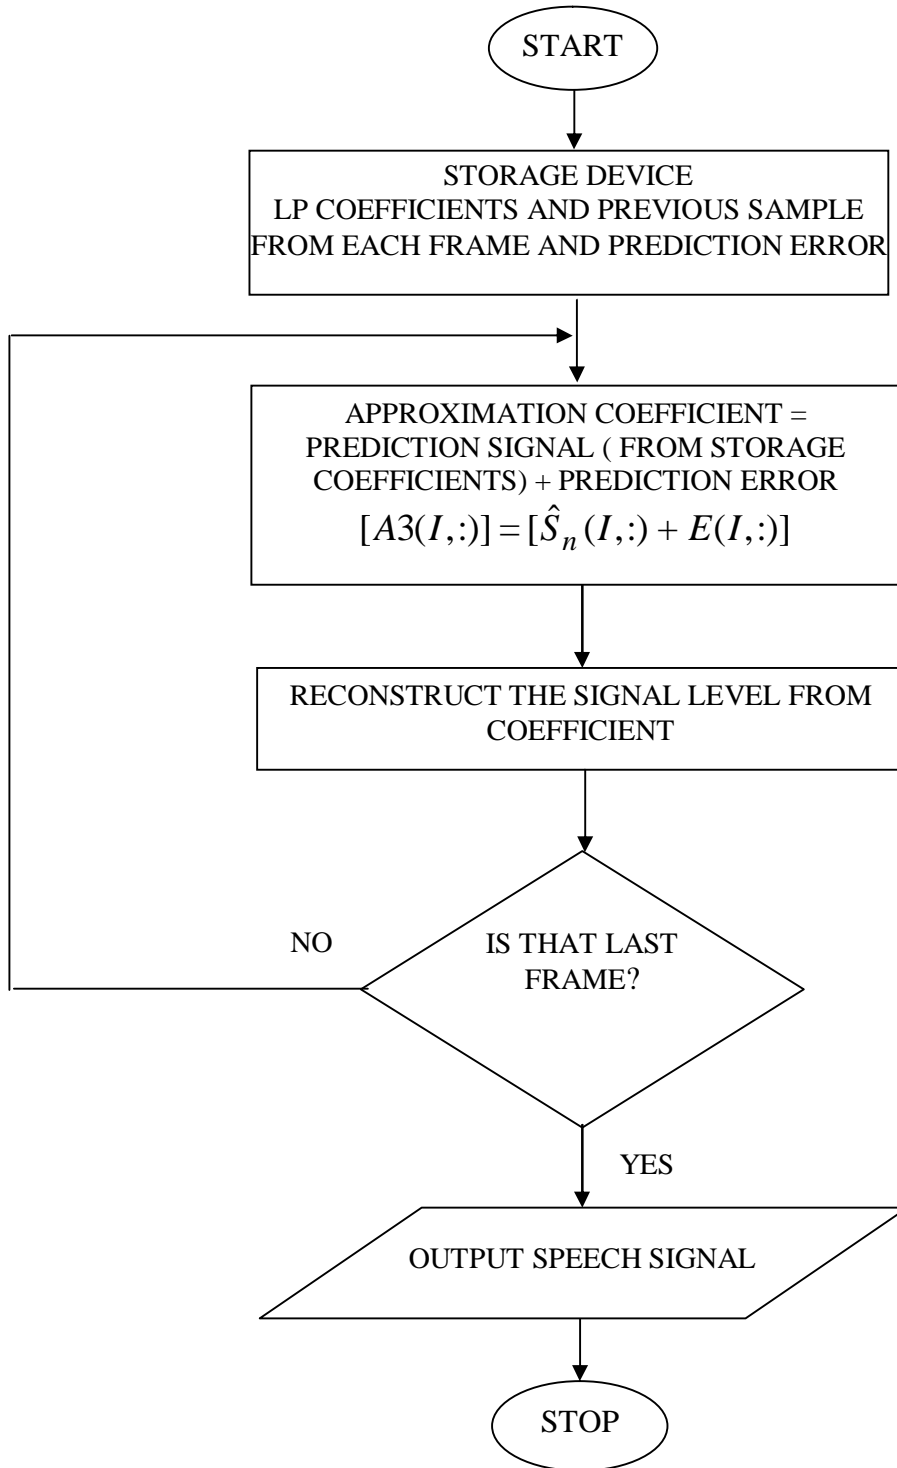 START
STORAGE DEVICE
LP COEFFICIENTS AND PREVIOUS SAMPLE
FROM EACH FRAME AND PREDICTION ERROR
APPROXIMATION COEFFICIENT =
PREDICTION SIGNAL ( FROM STORAGE
COEFFICIENTS) + PREDICTION ERROR
[A3(I,:)] = [Ŝₙ(I,:) + E(I,:)]
RECONSTRUCT THE SIGNAL LEVEL FROM
COEFFICIENT
NO
IS THAT LAST
FRAME?
YES
OUTPUT SPEECH SIGNAL
STOP